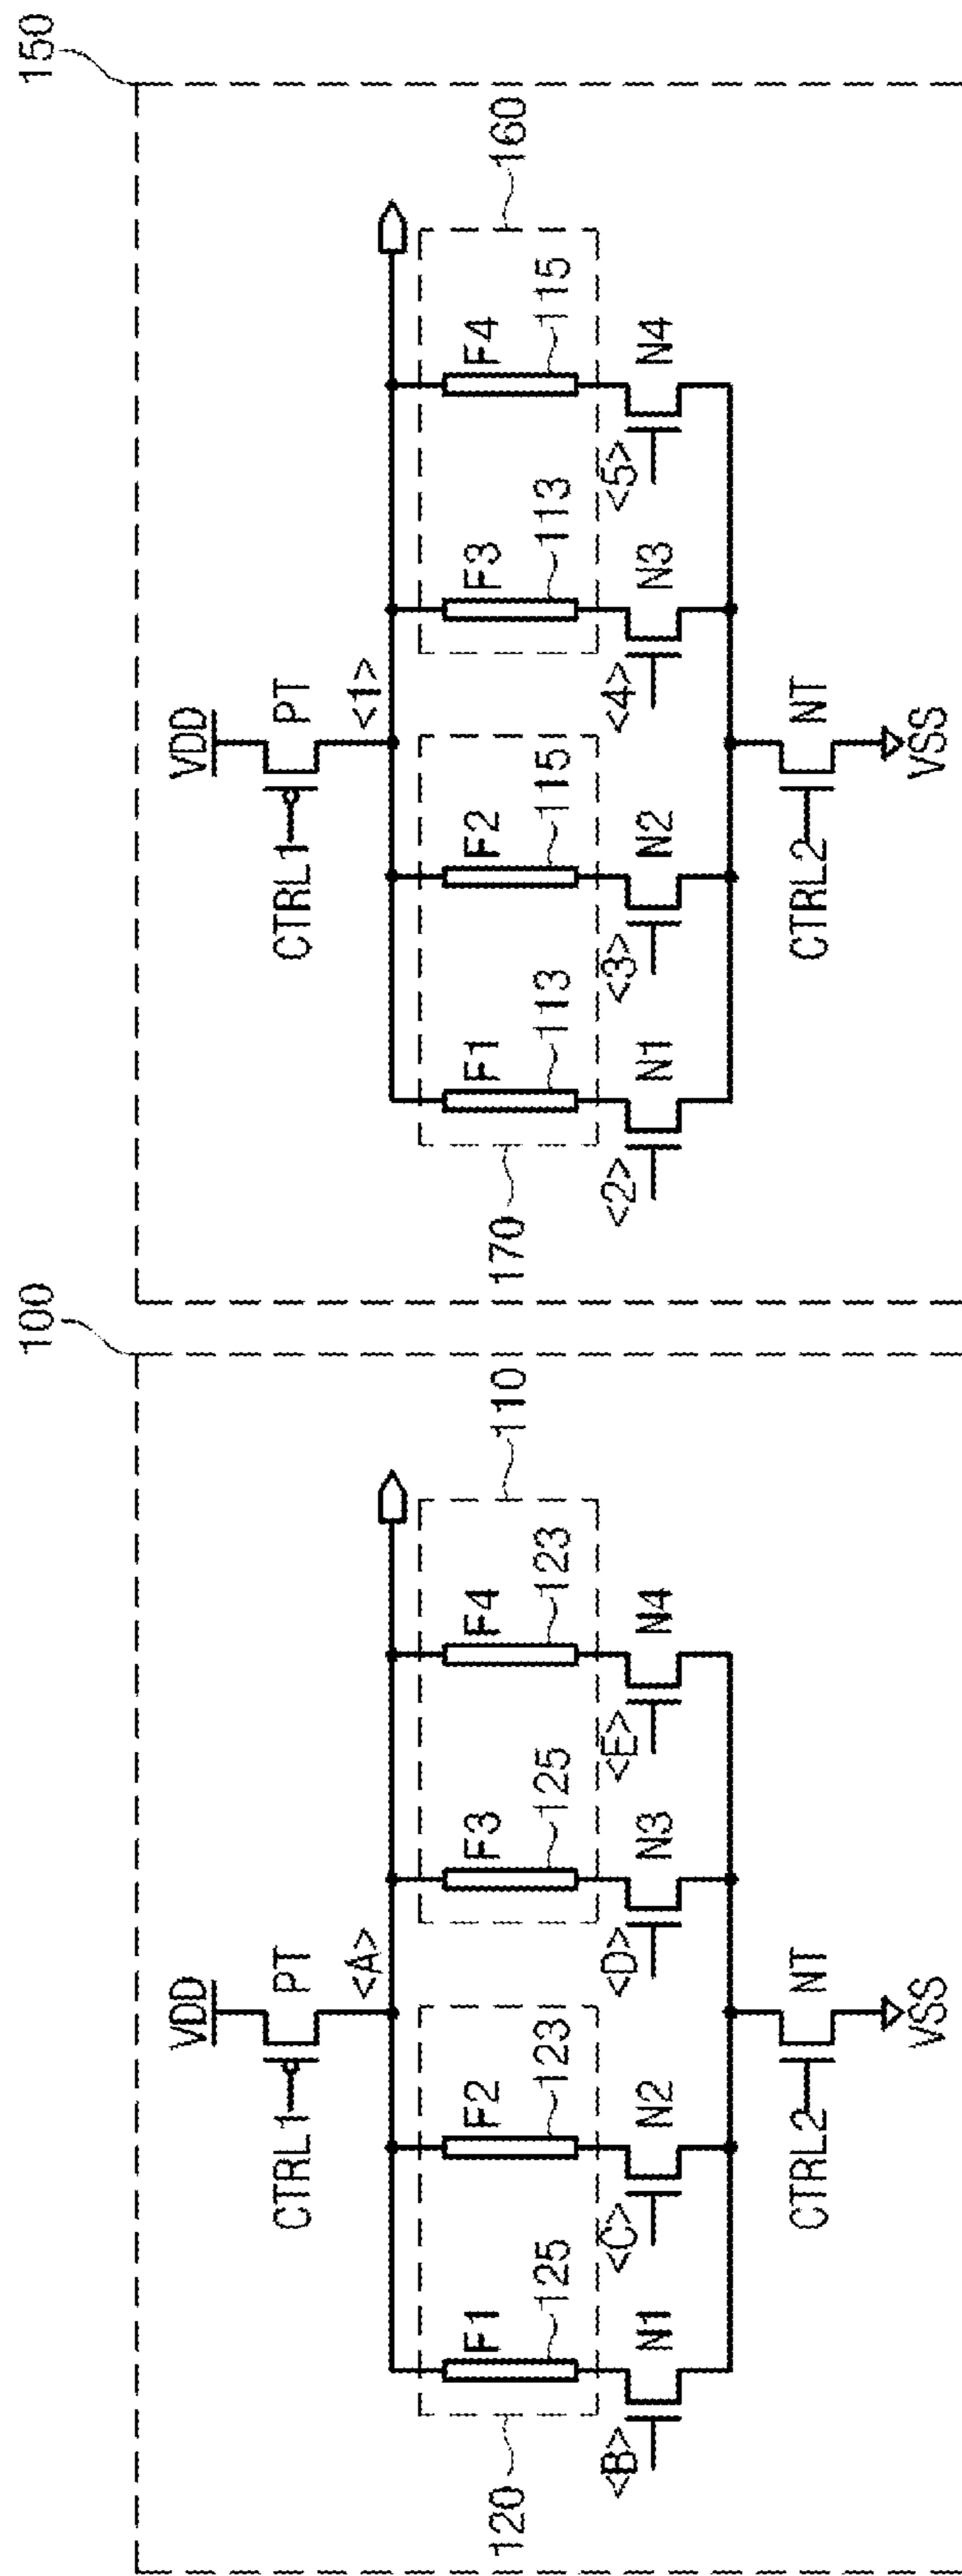 100
150
VDD
CTRL1
PT
<A>
120
110
F1
125
F2
123
F3
125
F4
123
<B>
N1
<C>
N2
<D>
N3
<E>
N4
CTRL2
NT
VSS
VDD
CTRL1
PT
<1>
170
160
F1
113
F2
115
F3
113
F4
115
<2>
N1
<3>
N2
<4>
N3
<5>
N4
CTRL2
NT
VSS